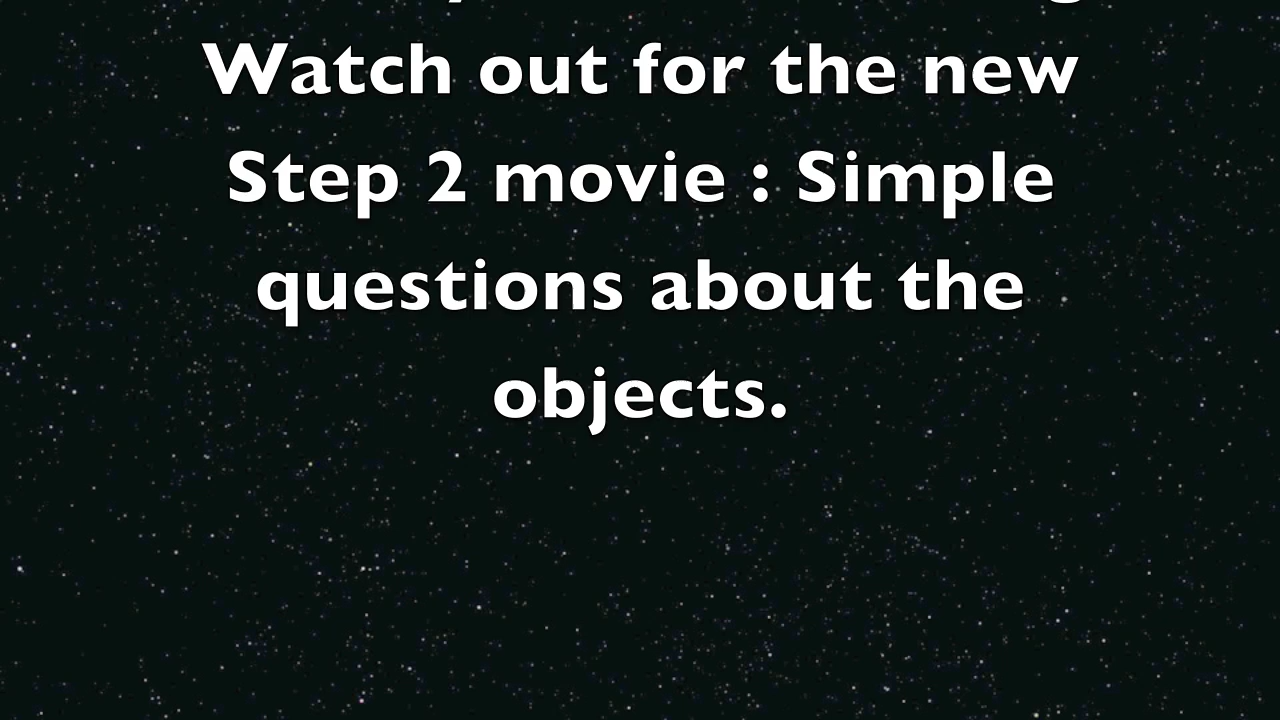 Watch out for the new
Step 2 movie : Simple
questions about the
objects.